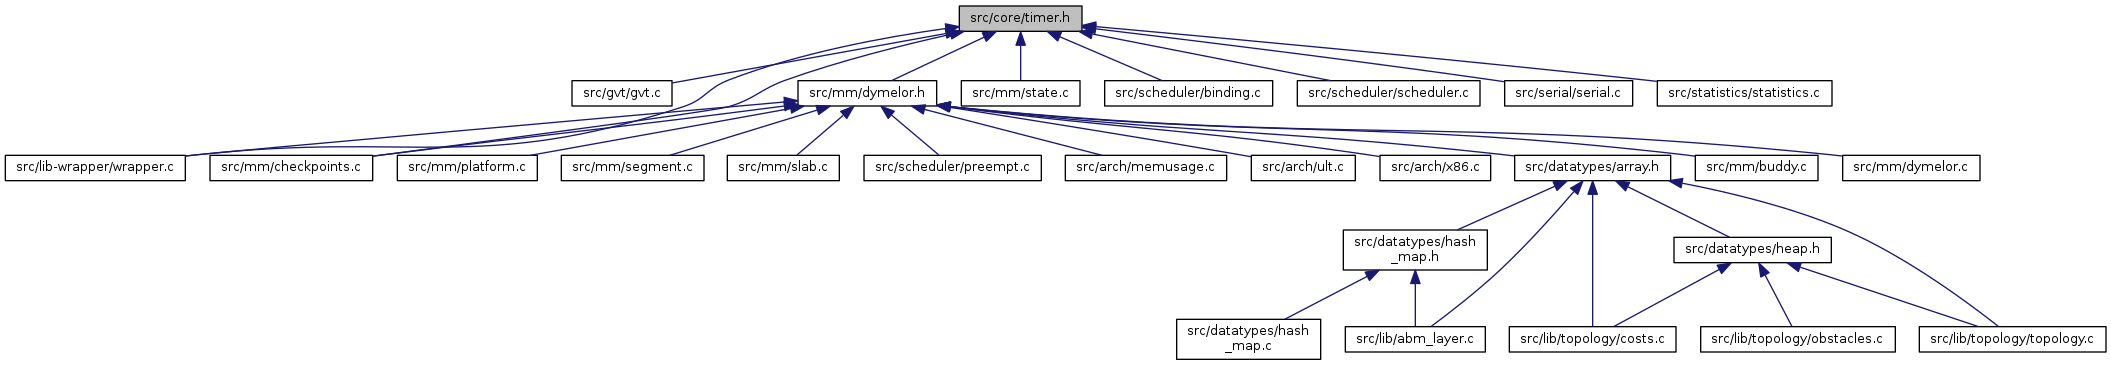 src/core/timer.h
src/gvt/gvt.c
src/mm/dymelor.h
src/mm/state.c
src/scheduler/binding.c
src/scheduler/scheduler.c
src/serial/serial.c
src/statistics/statistics.c
src/lib-wrapper/wrapper.c
src/mm/checkpoints.c
src/mm/platform.c
src/mm/segment.c
src/mm/slab.c
src/scheduler/preempt.c
src/arch/memusage.c
src/arch/ult.c
src/arch/x86.c
src/datatypes/array.h
src/mm/buddy.c
src/mm/dymelor.c
src/datatypes/hash
_map.h
src/datatypes/heap.h
src/datatypes/hash
_map.c
src/lib/abm_layer.c
src/lib/topology/costs.c
src/lib/topology/obstacles.c
src/lib/topology/topology.c